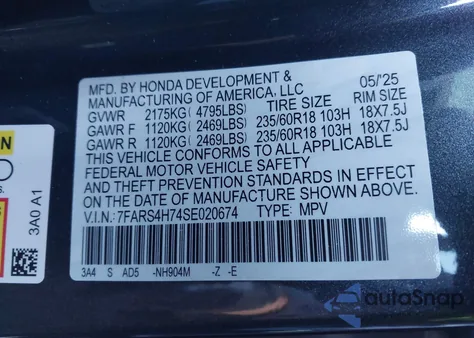 MFD. BY HONDA DEVELOPMENT &
MANUFACTURING OF AMERICA, LLC 05/25
GVWR 2175KG( 4795LBS) TIRE SIZE RIM SIZE
GAWR F 1120KG( 2469LBS) 235/60R18 103H 18X7.5J
GAWR R 1120KG( 2469LBS) 235/60R18 103H 18X7.5J
THIS VEHICLE CONFORMS TO ALL APPLICABLE
FEDERAL MOTOR VEHICLE SAFETY
AND THEFT PREVENTION STANDARDS IN EFFECT
ON THE DATE OF MANUFACTURE SHOWN ABOVE.
V.I.N: 7FARS4H74SE020674 TYPE: MPV
3A4 S AD5 -NH904M -Z -E
3A0 A1
autoSnap